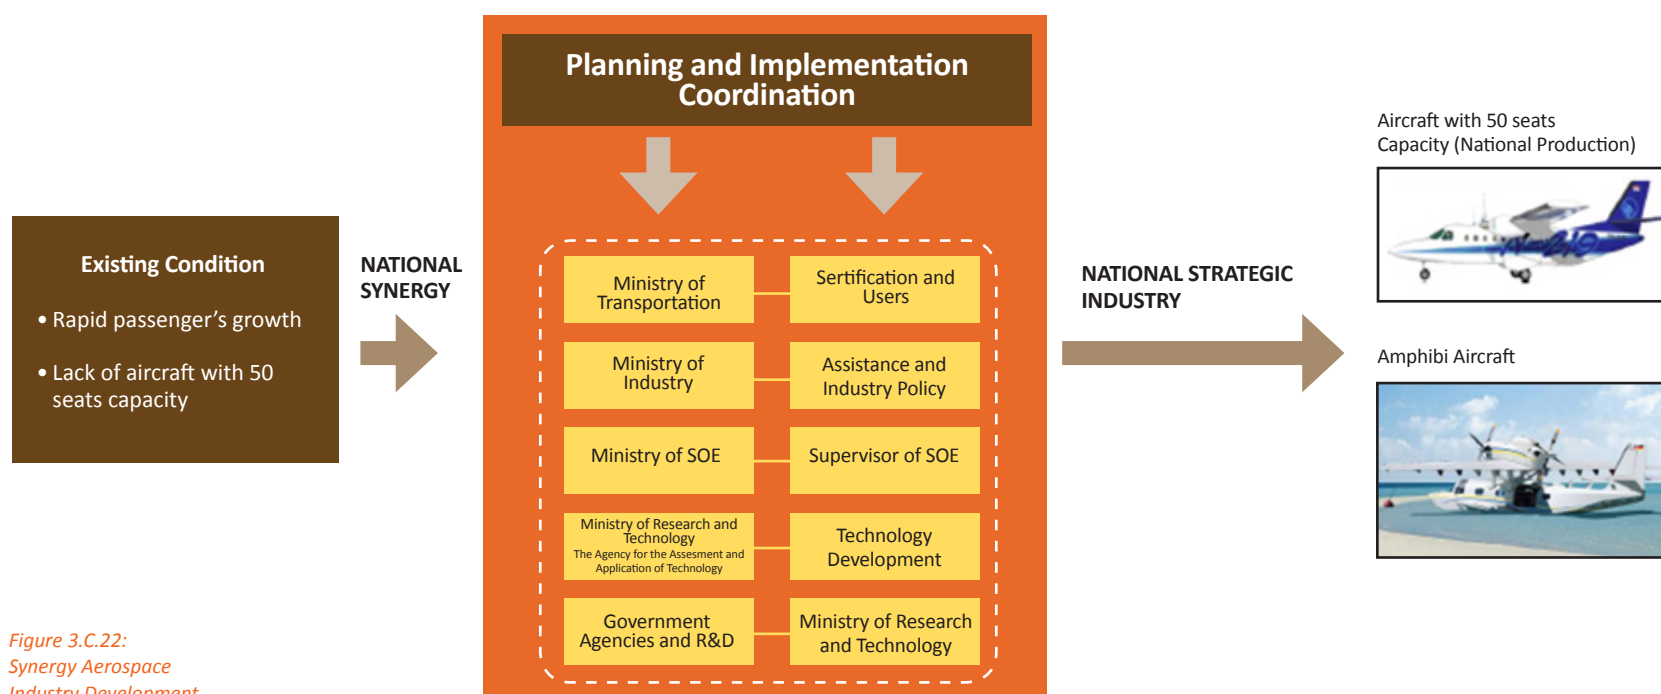 Planning and Implementation
Coordination
Existing Condition
• Rapid passenger's growth
• Lack of aircraft with 50
seats capacity
NATIONAL
SYNERGY
Ministry of
Transportation
Sertification and
Users
Ministry of
Industry
Assistance and
Industry Policy
Ministry of SOE
Supervisor of SOE
Ministry of Research and
Technology
The Agency for the Assesment and
Application of Technology
Technology
Development
Government
Agencies and R&D
Ministry of Research
and Technology
NATIONAL STRATEGIC
INDUSTRY
Aircraft with 50 seats
Capacity (National Production)
Amphibi Aircraft
Figure 3.C.22:
Synergy Aerospace
Industry Development